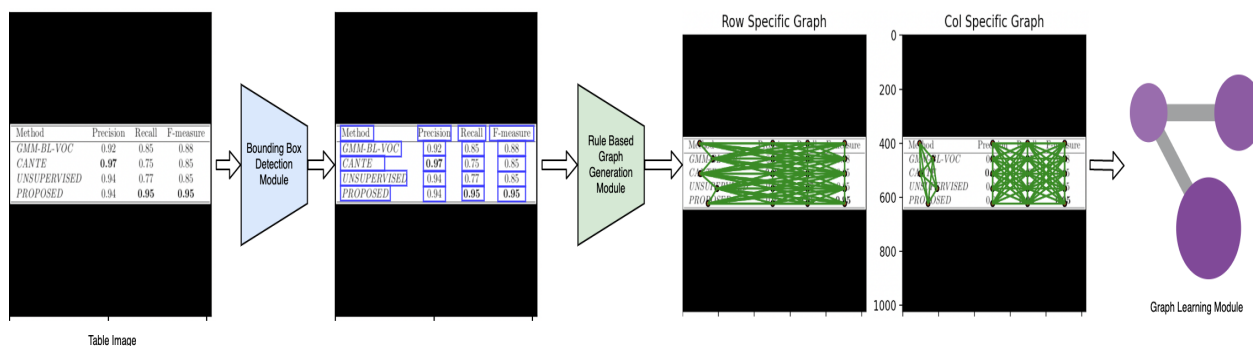 Row Specific Graph
Col Specific Graph
Method Precision Recall F-measure
GMM-BL-VOC 0.92 0.85 0.88
CANTE 0.97 0.75 0.85
UNSUPERVISED 0.94 0.77 0.85
PROPOSED 0.94 0.95 0.95
Table Image
Bounding Box
Detection
Module
Method Precision Recall F-measure
GMM-BL-VOC 0.92 0.85 0.88
CANTE 0.97 0.75 0.85
UNSUPERVISED 0.94 0.77 0.85
PROPOSED 0.94 0.95 0.95
Rule Based
Graph
Generation
Module
0
200
400
600
800
1000
Graph Learning Module